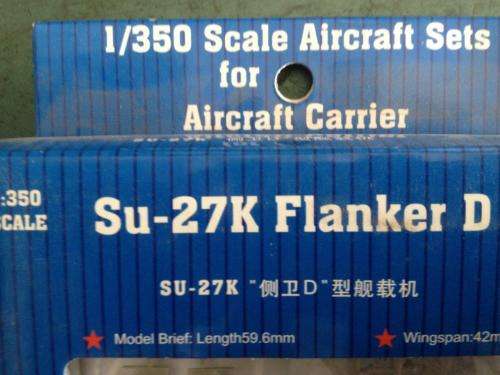 1/350 Scale Aircraft Sets
for
Aircraft Carrier
:350
SCALE
Su-27K Flanker D
SU-27K "侧卫D"型舰载机
★ Model Brief: Length59.6mm
★ Wingspan:42m